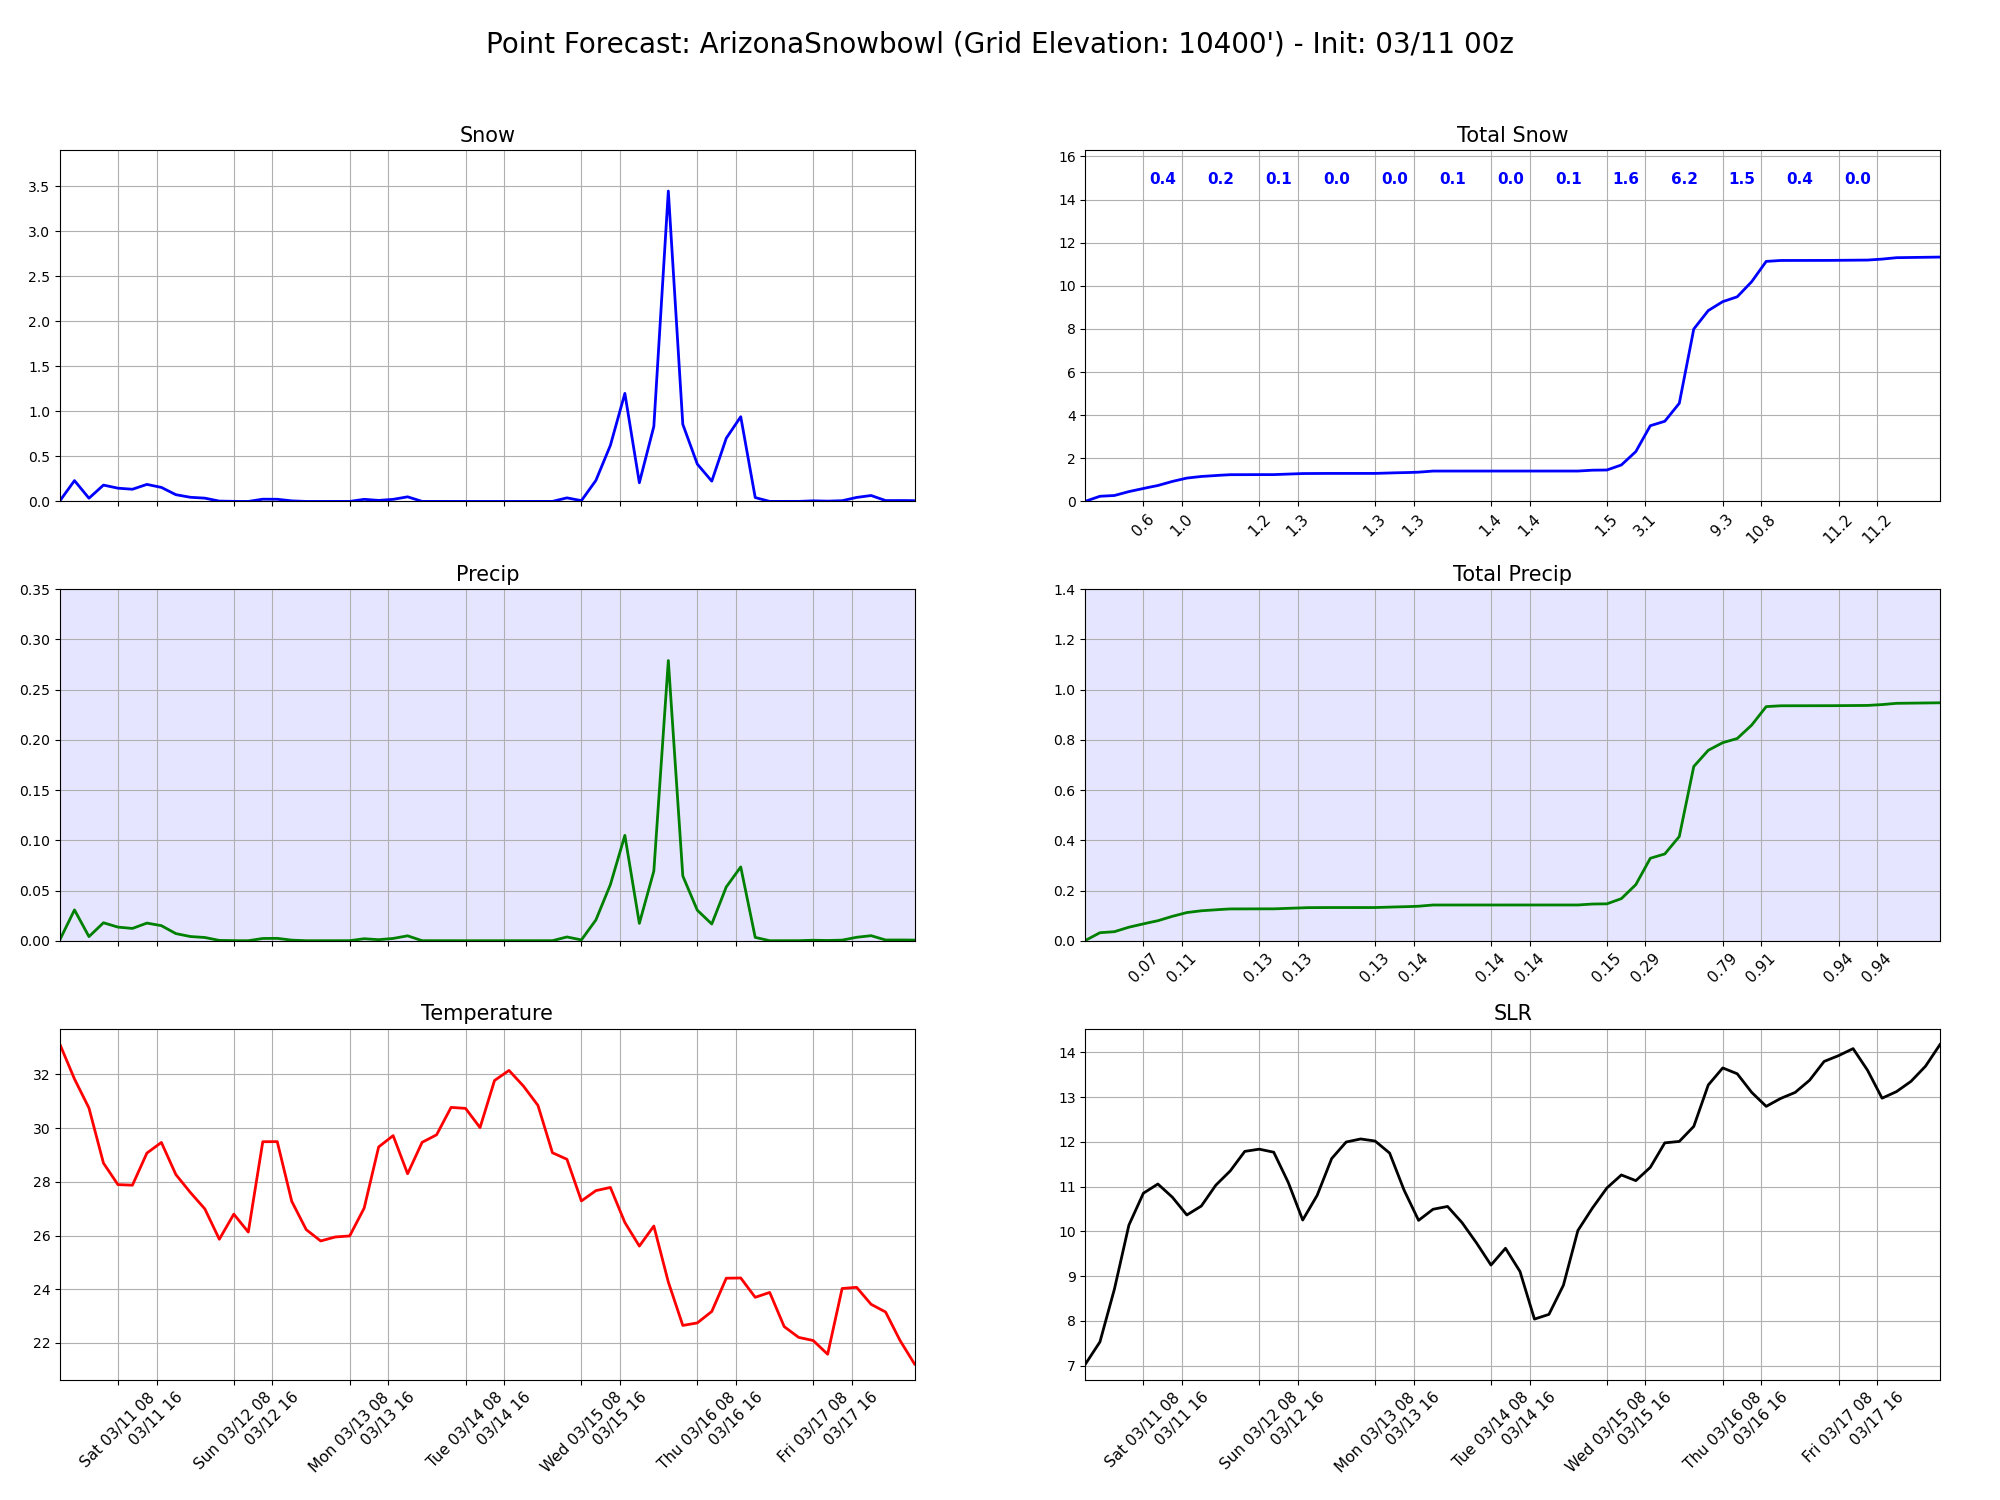 Point Forecast: ArizonaSnowbowl (Grid Elevation: 10400') - Init: 03/11 00z
Snow
3.5
3.0
2.5
2.0
1.5
1.0
0.5
0.0
Total Snow
16
14
12
10
8
6
4
2
0
0.4 0.2 0.1 0.0 0.0 0.1 0.0 0.1 1.6 6.2 1.5 0.4 0.0
0.6 1.0 1.2 1.3 1.3 1.3 1.4 1.4 1.5 3.1 9.3 10.8 11.2 11.2
Precip
0.35
0.30
0.25
0.20
0.15
0.10
0.05
0.00
Total Precip
1.4
1.2
1.0
0.8
0.6
0.4
0.2
0.0
0.07 0.11 0.13 0.13 0.13 0.14 0.14 0.14 0.15 0.29 0.79 0.91 0.94 0.94
Temperature
32
30
28
26
24
22
Sat 03/11 08
03/11 16
Sun 03/12 08
03/12 16
Mon 03/13 08
03/13 16
Tue 03/14 08
03/14 16
Wed 03/15 08
03/15 16
Thu 03/16 08
03/16 16
Fri 03/17 08
03/17 16
SLR
14
13
12
11
10
9
8
7
Sat 03/11 08
03/11 16
Sun 03/12 08
03/12 16
Mon 03/13 08
03/13 16
Tue 03/14 08
03/14 16
Wed 03/15 08
03/15 16
Thu 03/16 08
03/16 16
Fri 03/17 08
03/17 16